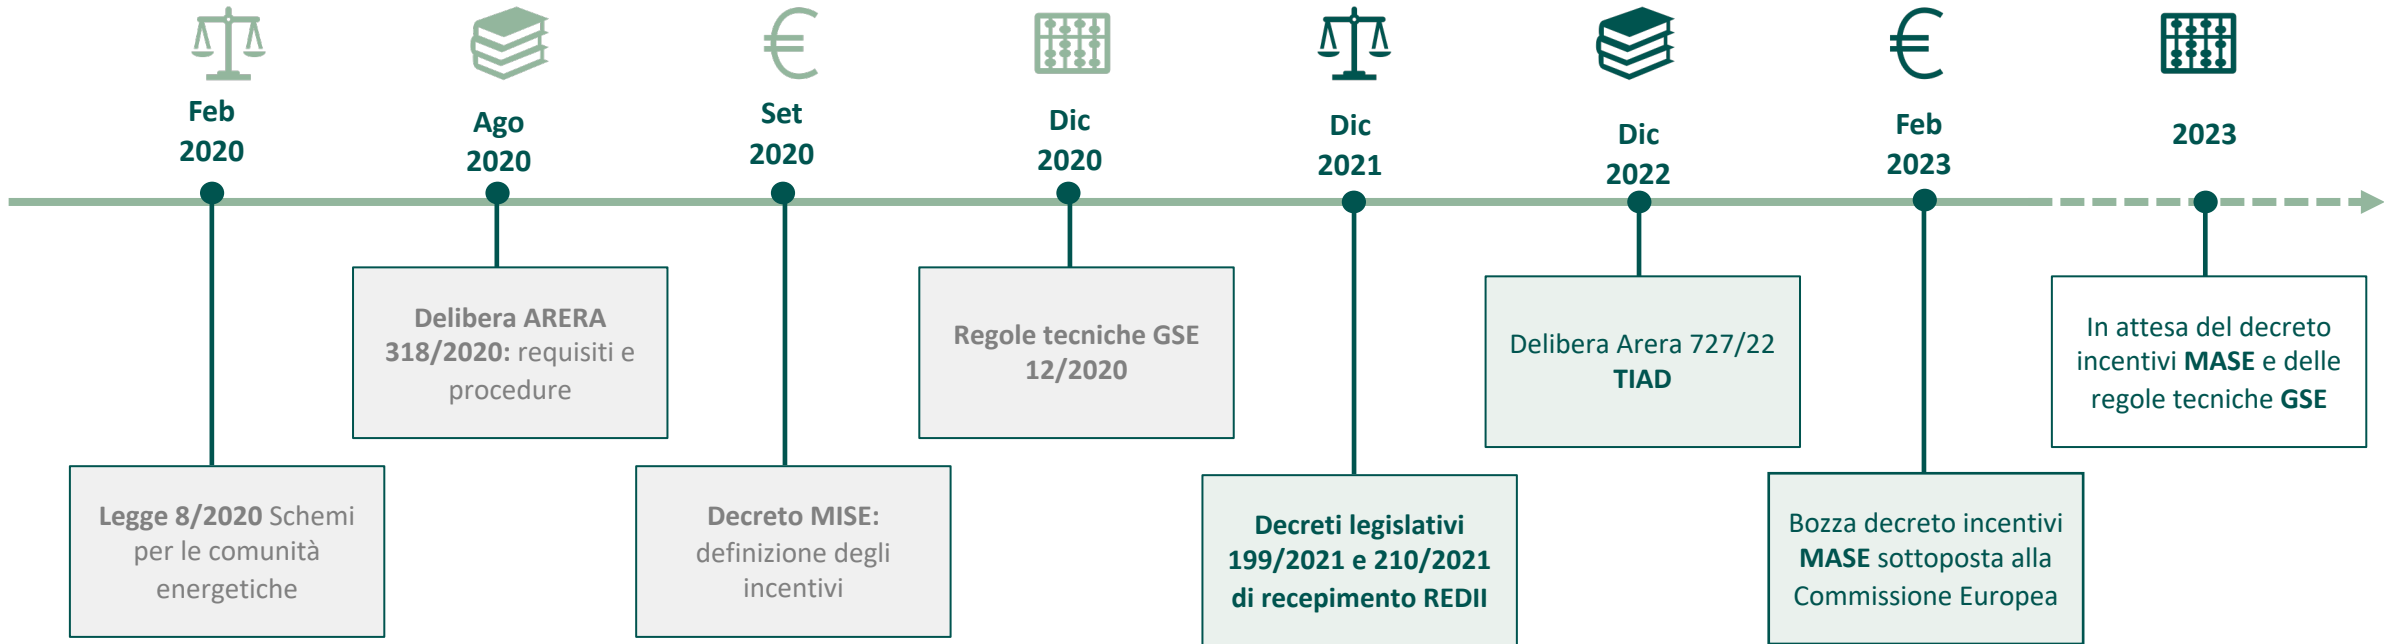 Feb
2020
Ago
2020
Set
2020
Dic
2020
Dic
2021
Dic
2022
Feb
2023
2023
Legge 8/2020 Schemi
per le comunità
energetiche
Delibera ARERA
318/2020: requisiti e
procedure
Decreto MISE:
definizione degli
incentivi
Regole tecniche GSE
12/2020
Decreti legislativi
199/2021 e 210/2021
di recepimento REDII
Delibera Arera 727/22
TIAD
Bozza decreto incentivi
MASE sottoposta alla
Commissione Europea
In attesa del decreto
incentivi MASE e delle
regole tecniche GSE